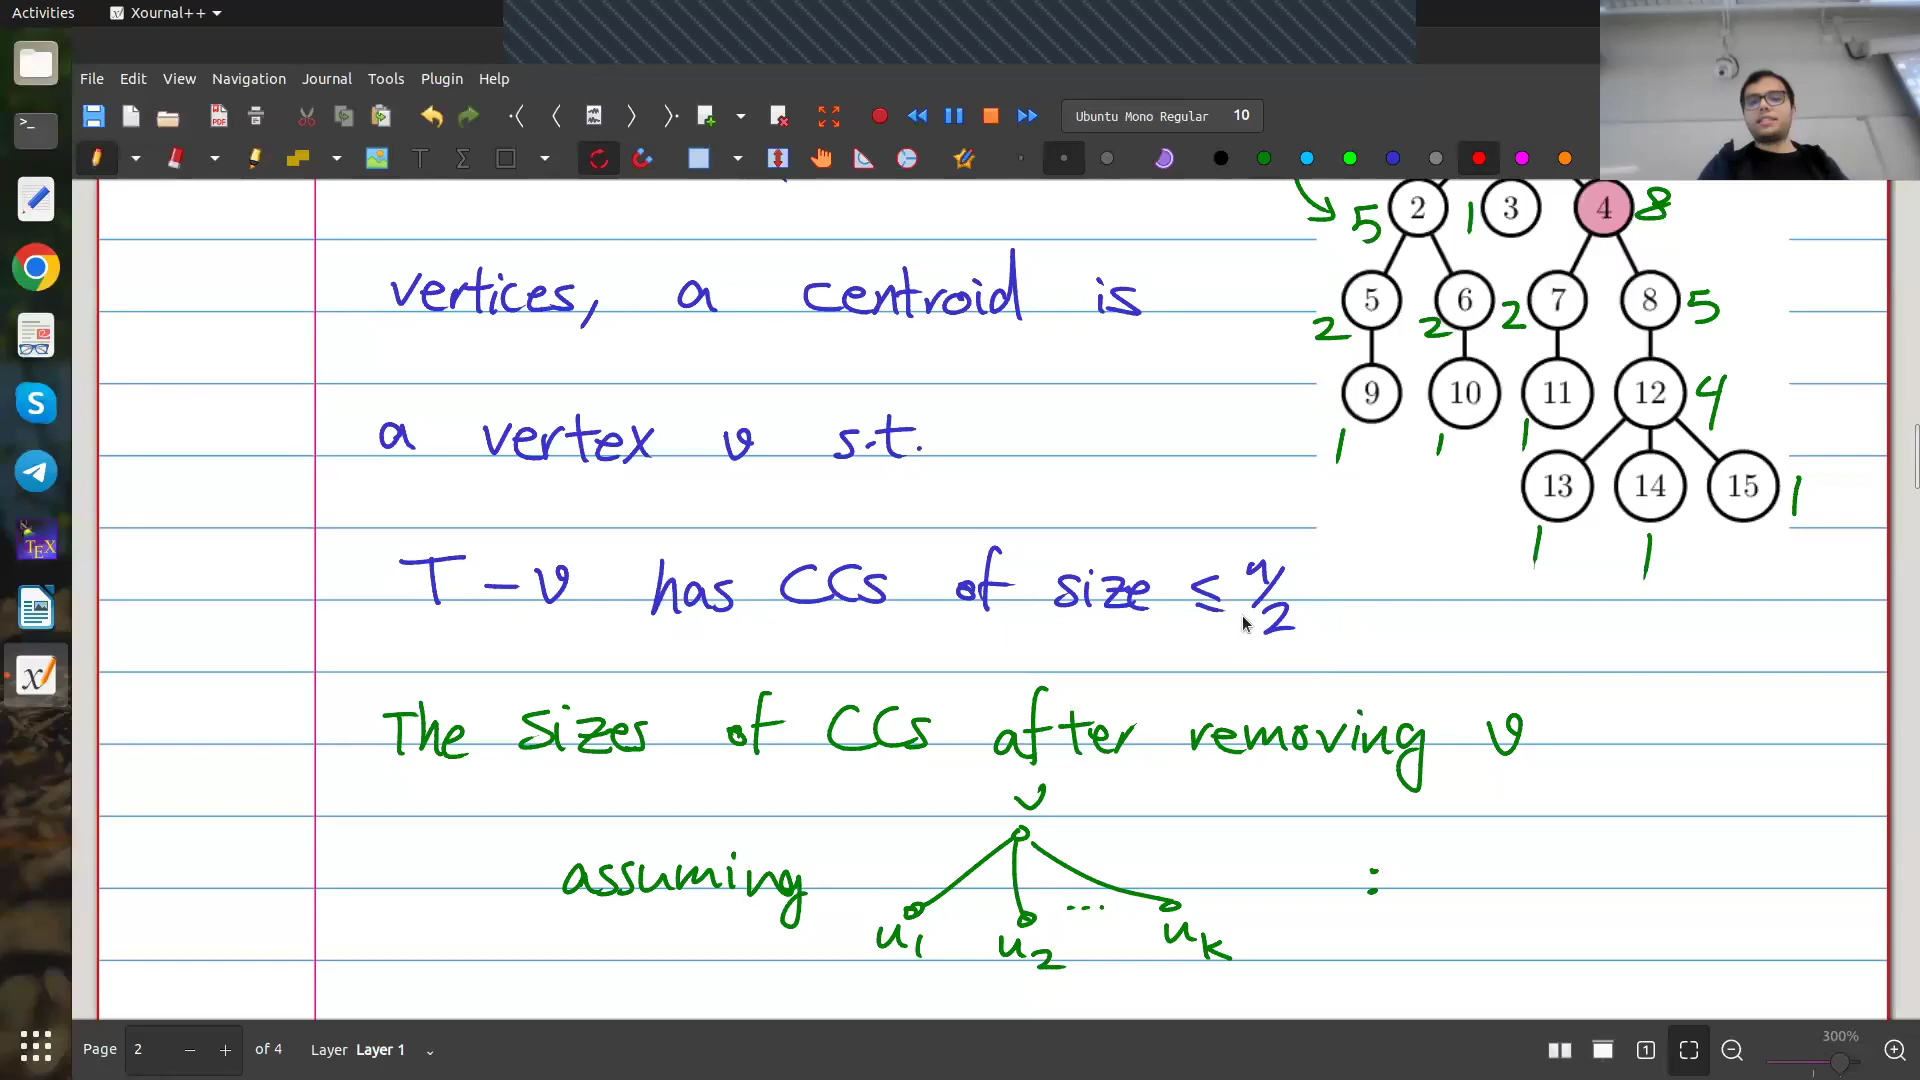 Activities
Xournal++
File Edit View Navigation Journal Tools Plugin Help
Ubuntu Mono Regular 10
5 2 1 3 4 8
vertices, a centroid is
5 6 7 8 5
2 2 2
9 10 11 12 4
a vertex v s.t.
1 1 1
13 14 15 1
1 1
T - v has CCs of size ≤ n/2
The sizes of CCs after removing v
v
assuming :
...
u1 u2 uk
S
N
TEX
Page 2 - + of 4 Layer Layer 1
1
300%